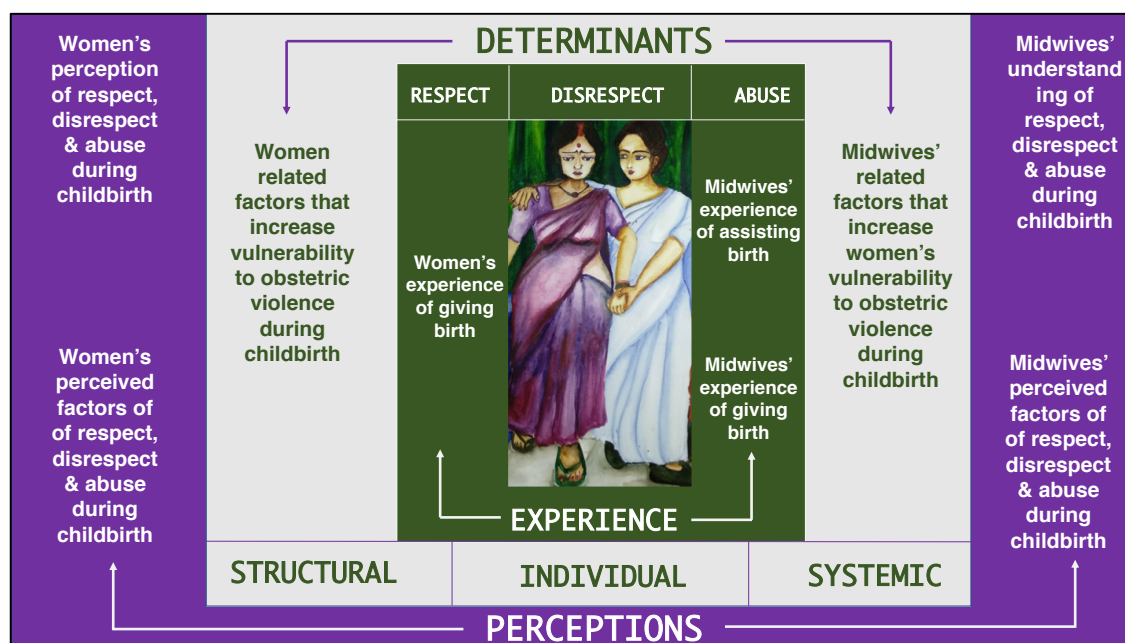 Women's
perception
of respect,
disrespect
& abuse
during
childbirth
Women's
perceived
factors of
of respect,
disrespect
& abuse
during
childbirth
DETERMINANTS
Women
related
factors that
increase
vulnerability
to obstetric
violence
during
childbirth
RESPECT
DISRESPECT
ABUSE
Women's
experience
of giving
birth
Midwives'
experience
of assisting
birth
Midwives'
experience
of giving
birth
EXPERIENCE
Midwives'
related
factors that
increase
women's
vulnerability
to obstetric
violence
during
childbirth
STRUCTURAL
INDIVIDUAL
SYSTEMIC
Midwives'
understand
ing of
respect,
disrespect
& abuse
during
childbirth
Midwives'
perceived
factors of
of respect,
disrespect
& abuse
during
childbirth
PERCEPTIONS